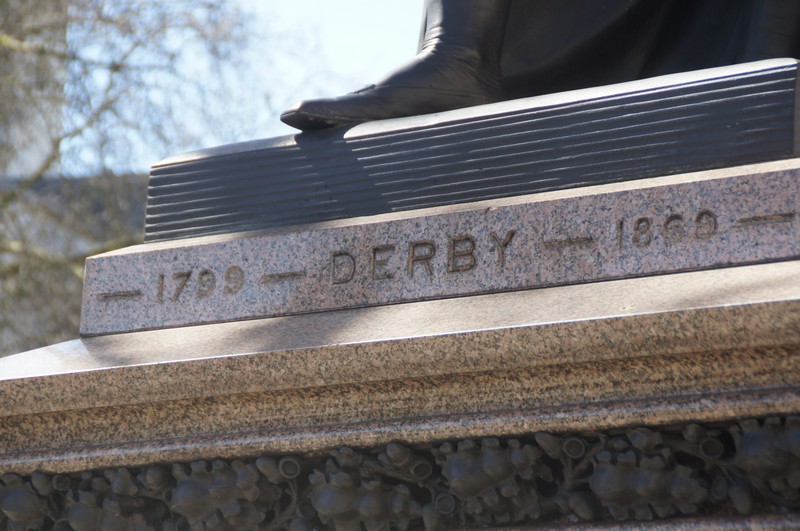 — 1799 — DERBY — 1869 —